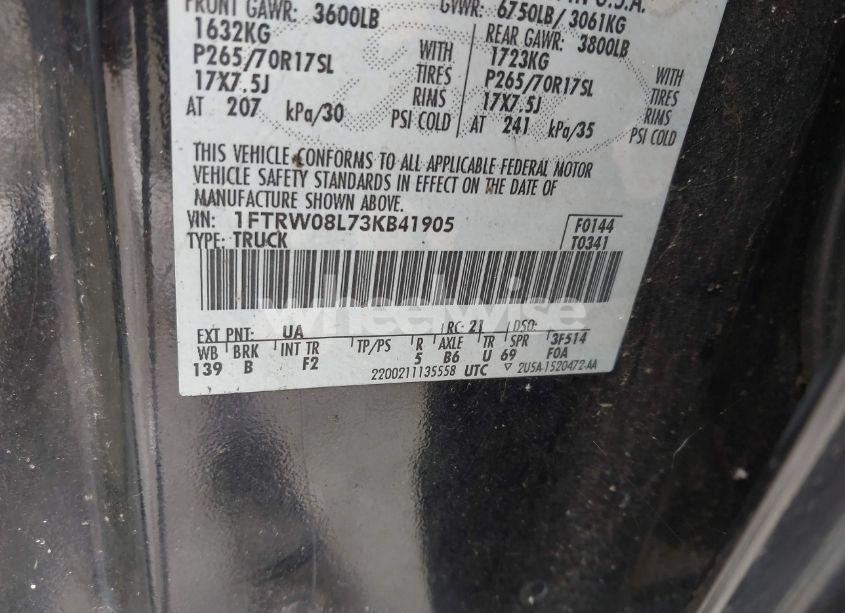 FRONT GAWR: 3600LB
1632KG WITH
P265/70R17SL TIRES
17X7.5J RIMS
AT 207 kPa/30 PSI COLD
U.S.A.
GVWR: 6750LB/3061KG
REAR GAWR: 3800LB
1723KG WITH
P265/70R17SL TIRES
17X7.5J RIMS
AT 241 kPa/35 PSI COLD
THIS VEHICLE CONFORMS TO ALL APPLICABLE FEDERAL MOTOR
VEHICLE SAFETY STANDARDS IN EFFECT ON THE DATE OF
MANUFACTURE SHOWN ABOVE.
VIN: 1FTRW08L73KB41905 F0144
TYPE: TRUCK T0341
wheelwise
EXT PNT: UA RC: 21 DSO: 3F514
WB BRK INT TR TP/PS R AXLE TR SPR F0A
139 B F2 5 B6 U 69
2200211135558 UTC ▽ 2U5A-1520472-AA